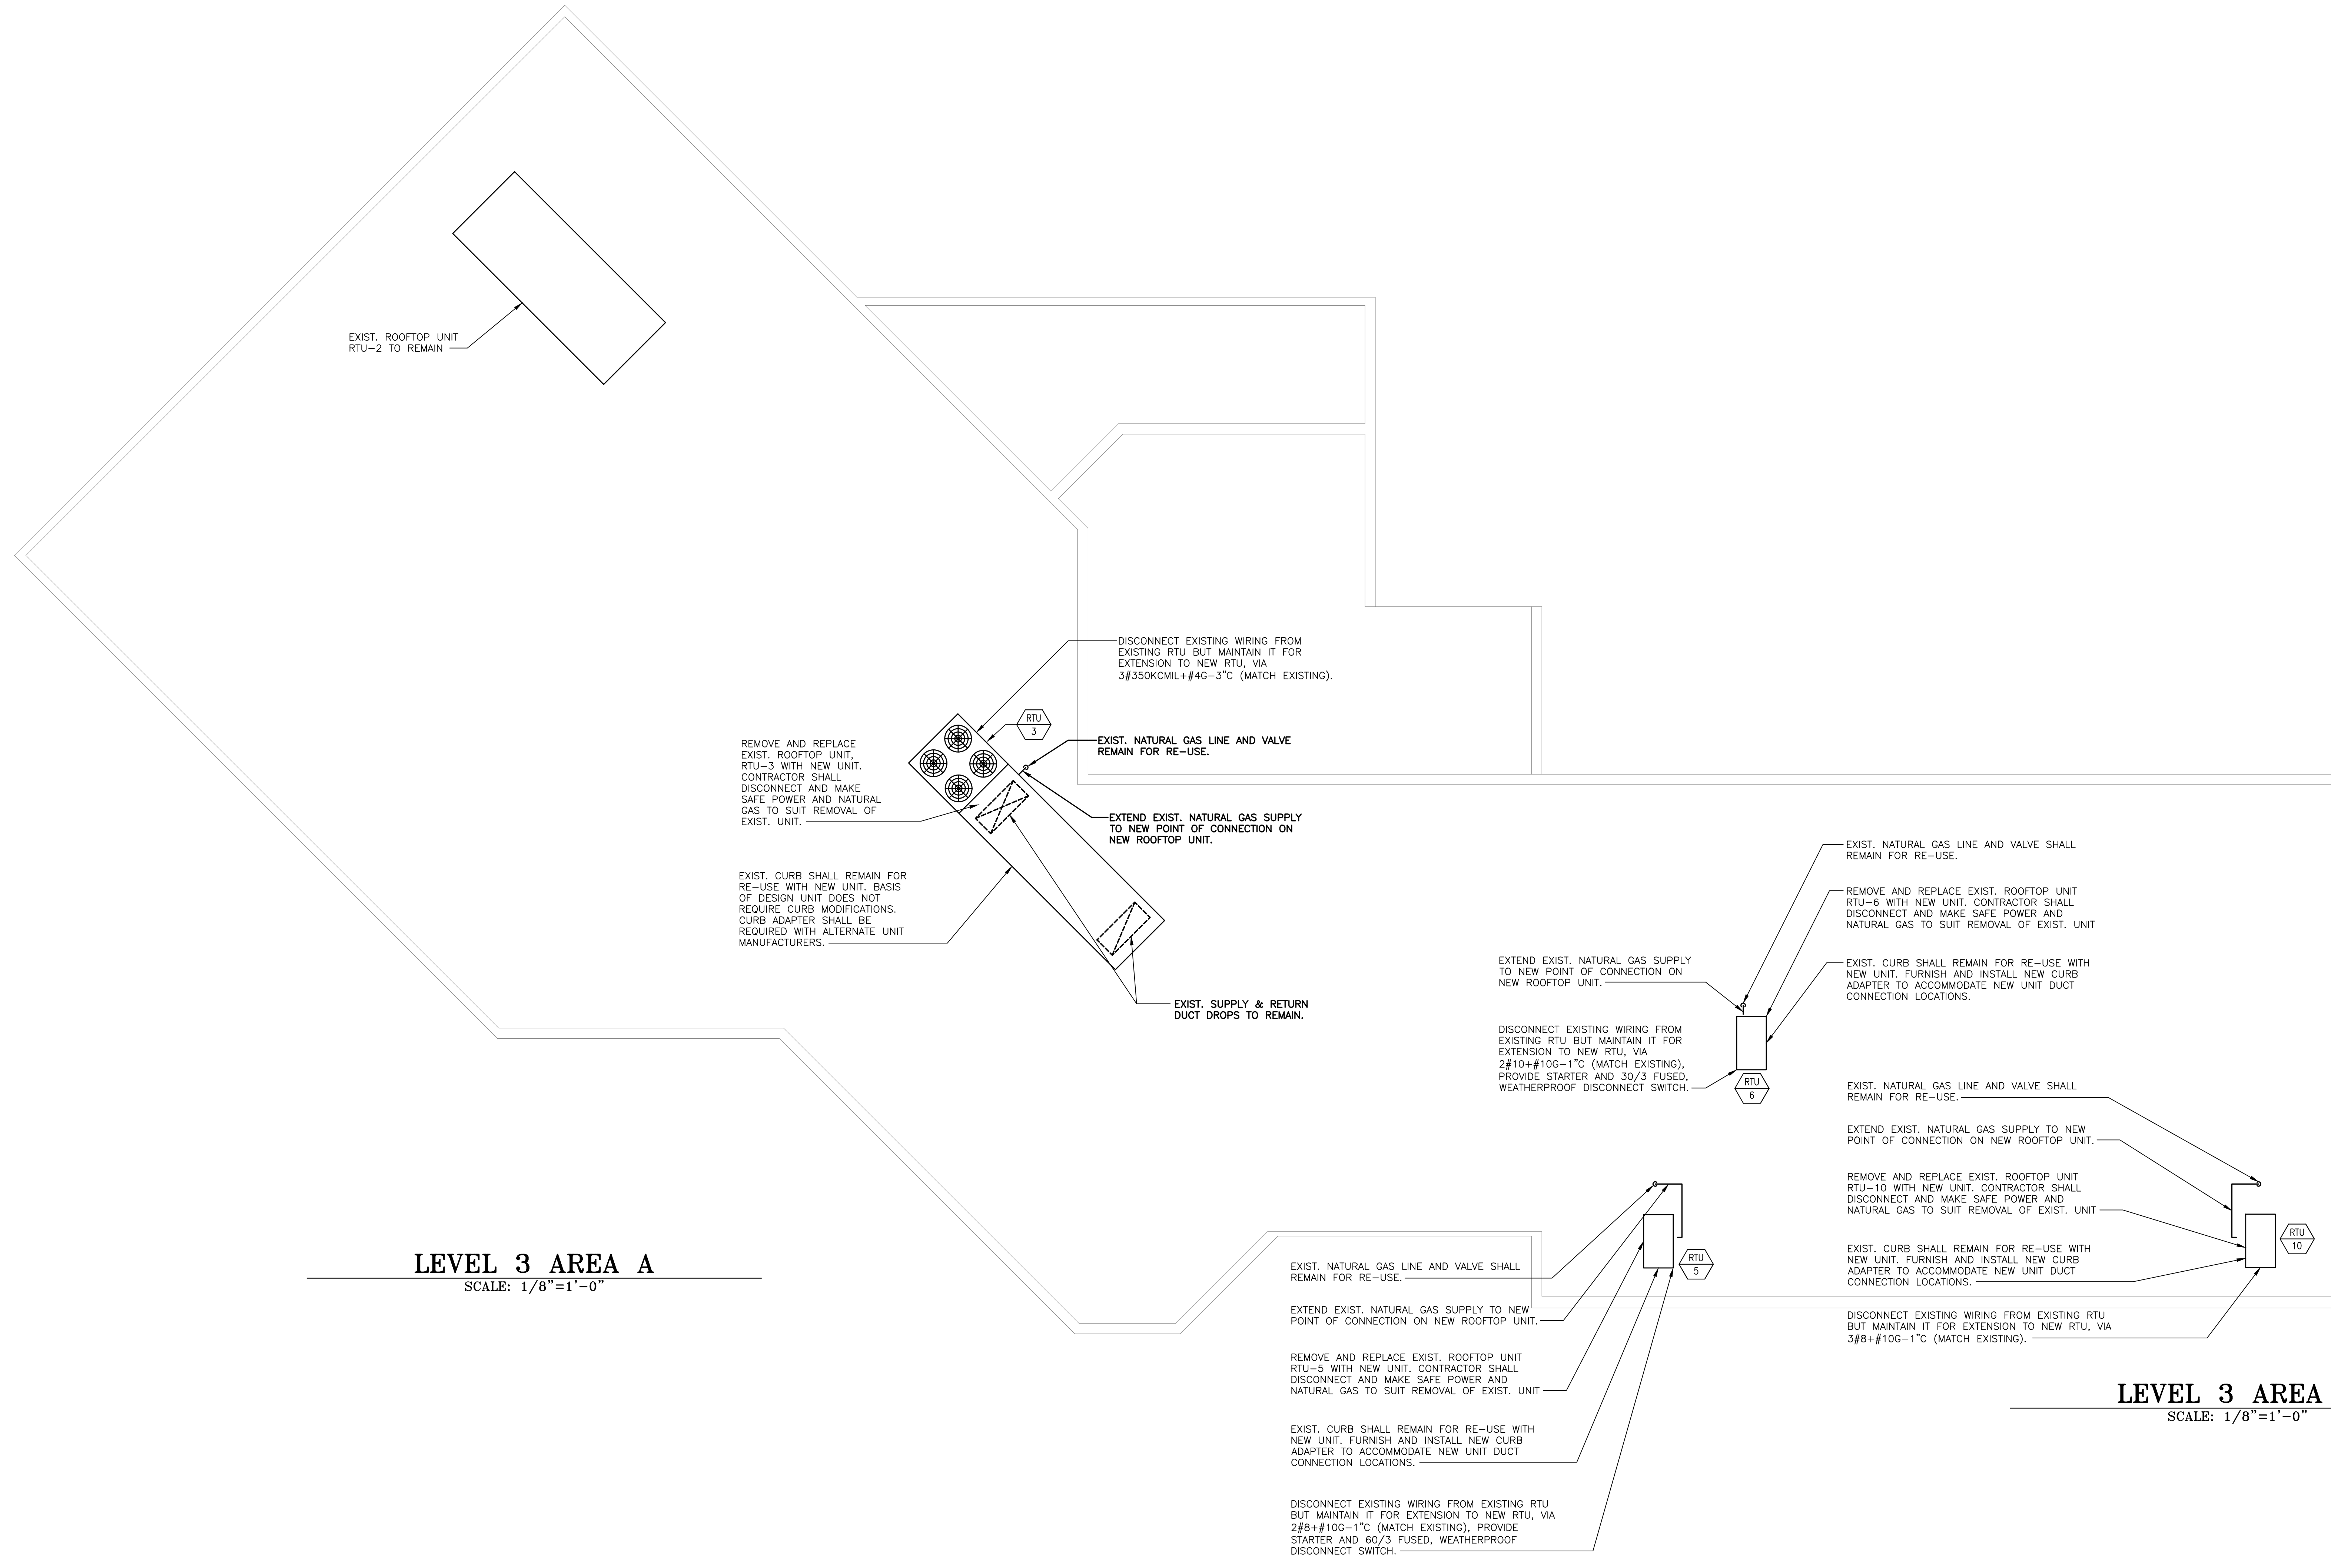 EXIST. ROOFTOP UNIT
RTU-2 TO REMAIN
DISCONNECT EXISTING WIRING FROM
EXISTING RTU BUT MAINTAIN IT FOR
EXTENSION TO NEW RTU, VIA
3#350KCMIL+#4G-3"C (MATCH EXISTING).
RTU
3
EXIST. NATURAL GAS LINE AND VALVE
REMAIN FOR RE-USE.
REMOVE AND REPLACE
EXIST. ROOFTOP UNIT,
RTU-3 WITH NEW UNIT.
CONTRACTOR SHALL
DISCONNECT AND MAKE
SAFE POWER AND NATURAL
GAS TO SUIT REMOVAL OF
EXIST. UNIT.
EXTEND EXIST. NATURAL GAS SUPPLY
TO NEW POINT OF CONNECTION ON
NEW ROOFTOP UNIT.
EXIST. CURB SHALL REMAIN FOR
RE-USE WITH NEW UNIT. BASIS
OF DESIGN UNIT DOES NOT
REQUIRE CURB MODIFICATIONS.
CURB ADAPTER SHALL BE
REQUIRED WITH ALTERNATE UNIT
MANUFACTURERS.
EXIST. SUPPLY & RETURN
DUCT DROPS TO REMAIN.
EXIST. NATURAL GAS LINE AND VALVE SHALL
REMAIN FOR RE-USE.
REMOVE AND REPLACE EXIST. ROOFTOP UNIT
RTU-6 WITH NEW UNIT. CONTRACTOR SHALL
DISCONNECT AND MAKE SAFE POWER AND
NATURAL GAS TO SUIT REMOVAL OF EXIST. UNIT
EXTEND EXIST. NATURAL GAS SUPPLY
TO NEW POINT OF CONNECTION ON
NEW ROOFTOP UNIT.
EXIST. CURB SHALL REMAIN FOR RE-USE WITH
NEW UNIT. FURNISH AND INSTALL NEW CURB
ADAPTER TO ACCOMMODATE NEW UNIT DUCT
CONNECTION LOCATIONS.
DISCONNECT EXISTING WIRING FROM
EXISTING RTU BUT MAINTAIN IT FOR
EXTENSION TO NEW RTU, VIA
2#10+#10G-1"C (MATCH EXISTING),
PROVIDE STARTER AND 30/3 FUSED,
WEATHERPROOF DISCONNECT SWITCH.
RTU
6
EXIST. NATURAL GAS LINE AND VALVE SHALL
REMAIN FOR RE-USE.
EXTEND EXIST. NATURAL GAS SUPPLY TO NEW
POINT OF CONNECTION ON NEW ROOFTOP UNIT.
REMOVE AND REPLACE EXIST. ROOFTOP UNIT
RTU-10 WITH NEW UNIT. CONTRACTOR SHALL
DISCONNECT AND MAKE SAFE POWER AND
NATURAL GAS TO SUIT REMOVAL OF EXIST. UNIT
RTU
10
EXIST. CURB SHALL REMAIN FOR RE-USE WITH
NEW UNIT. FURNISH AND INSTALL NEW CURB
ADAPTER TO ACCOMMODATE NEW UNIT DUCT
CONNECTION LOCATIONS.
DISCONNECT EXISTING WIRING FROM EXISTING RTU
BUT MAINTAIN IT FOR EXTENSION TO NEW RTU, VIA
3#8+#10G-1"C (MATCH EXISTING).
LEVEL 3 AREA A
SCALE: 1/8"=1'-0"
RTU
5
EXIST. NATURAL GAS LINE AND VALVE SHALL
REMAIN FOR RE-USE.
EXTEND EXIST. NATURAL GAS SUPPLY TO NEW
POINT OF CONNECTION ON NEW ROOFTOP UNIT.
REMOVE AND REPLACE EXIST. ROOFTOP UNIT
RTU-5 WITH NEW UNIT. CONTRACTOR SHALL
DISCONNECT AND MAKE SAFE POWER AND
NATURAL GAS TO SUIT REMOVAL OF EXIST. UNIT
EXIST. CURB SHALL REMAIN FOR RE-USE WITH
NEW UNIT. FURNISH AND INSTALL NEW CURB
ADAPTER TO ACCOMMODATE NEW UNIT DUCT
CONNECTION LOCATIONS.
DISCONNECT EXISTING WIRING FROM EXISTING RTU
BUT MAINTAIN IT FOR EXTENSION TO NEW RTU, VIA
2#8+#10G-1"C (MATCH EXISTING), PROVIDE
STARTER AND 60/3 FUSED, WEATHERPROOF
DISCONNECT SWITCH.
LEVEL 3 AREA
SCALE: 1/8"=1'-0"